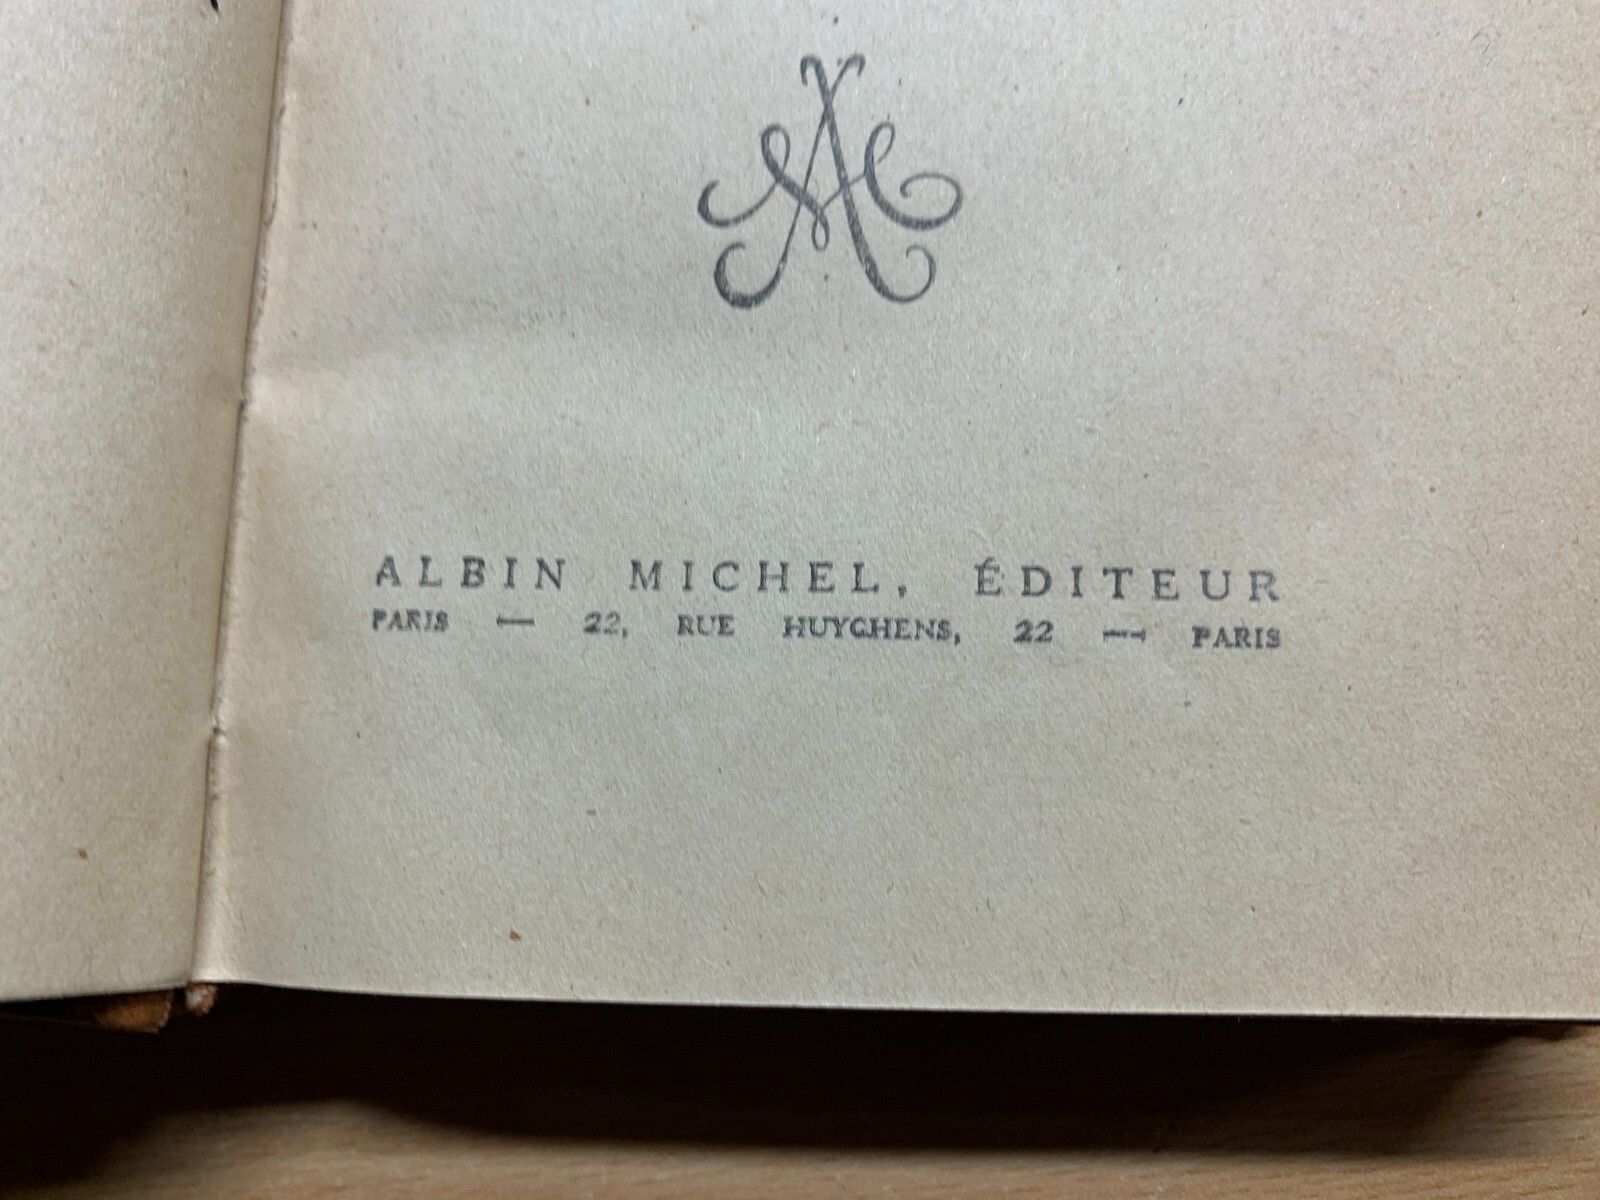 ALBIN MICHEL, ÉDITEUR
PARIS — 22, RUE HUYGHENS, 22 — PARIS